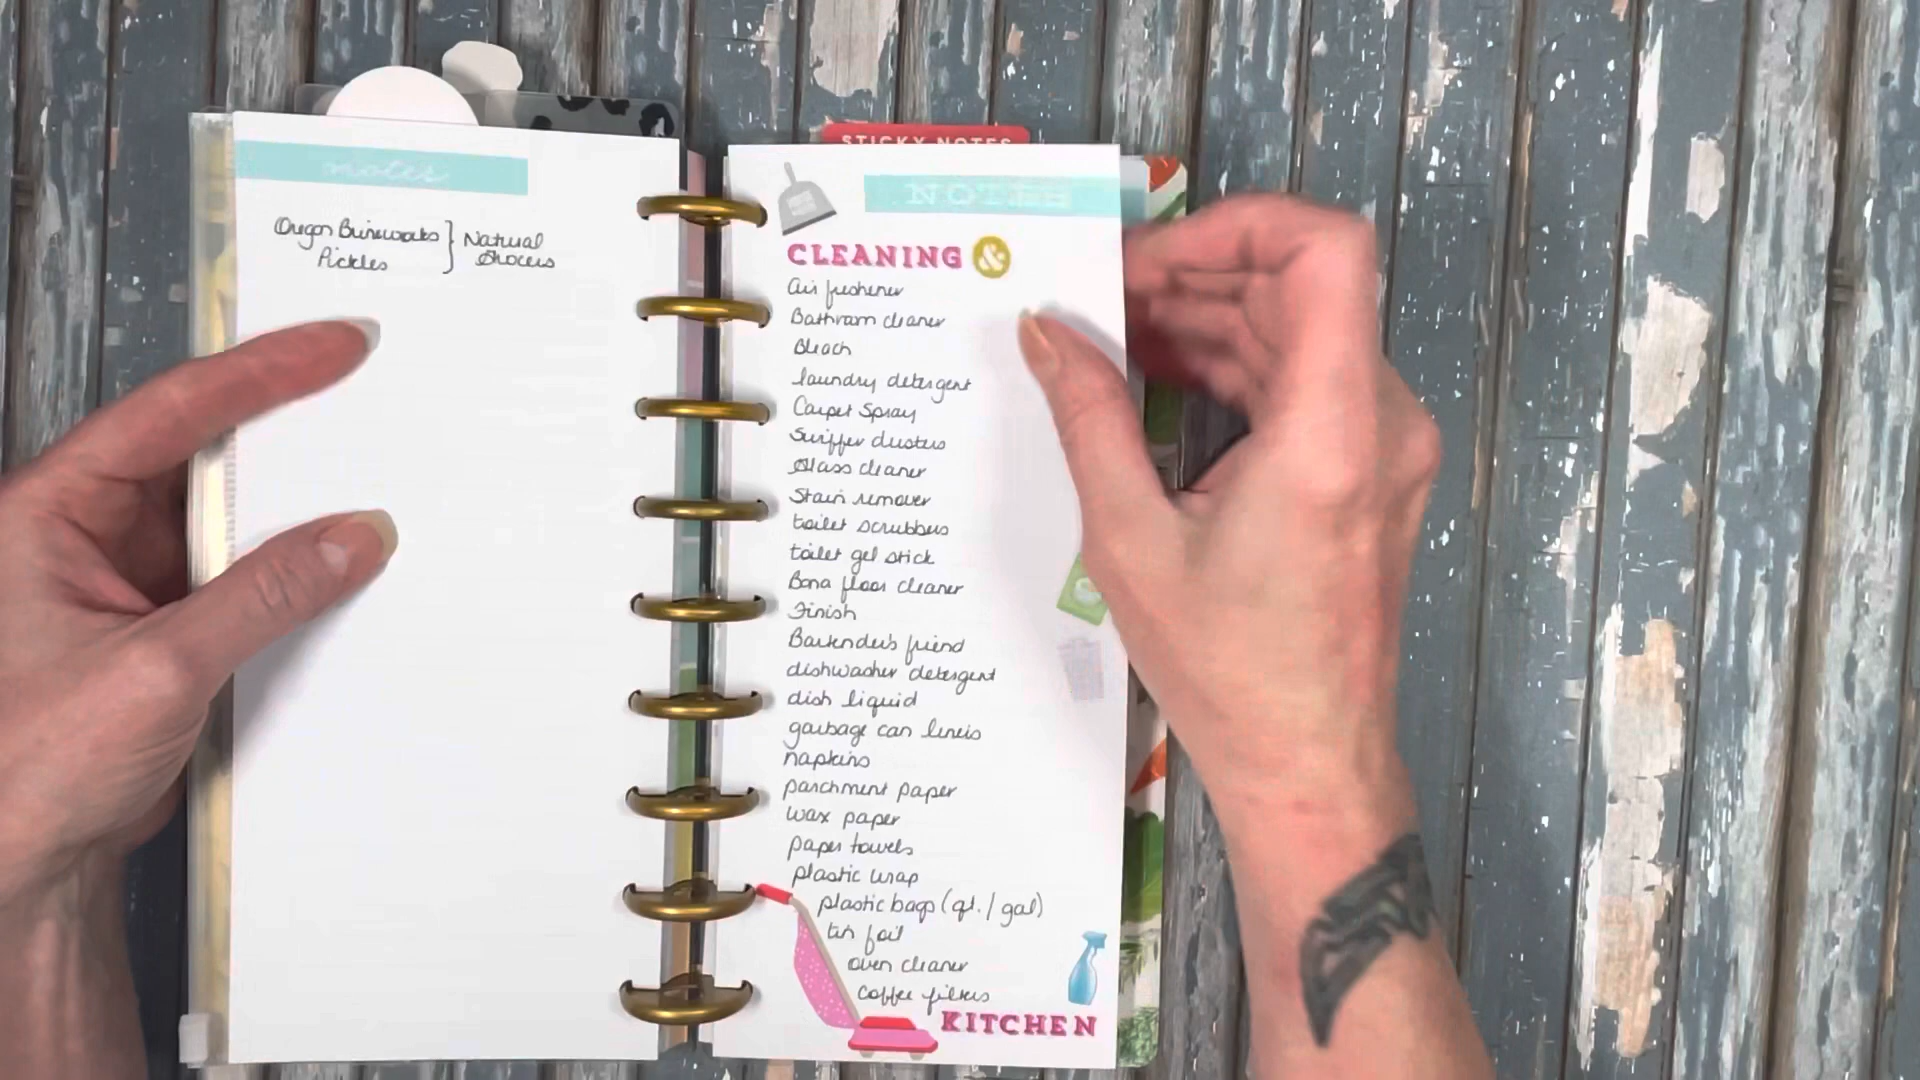 STICKY NOTES
notes
Oregon Brineworks } Natural
Pickles Grocers
NOTES
CLEANING &
Air freshener
Bathroom cleaner
Bleach
laundry detergent
Carpet Spray
Swiffer dusters
Glass cleaner
Stain remover
toilet scrubbers
toilet gel stick
Bona floor cleaner
Finish
Bartender's friend
dishwasher detergent
dish liquid
garbage can liners
napkins
parchment paper
wax paper
paper towels
plastic wrap
plastic bags (qt. / gal)
tin foil
oven cleaner
coffee filters
KITCHEN